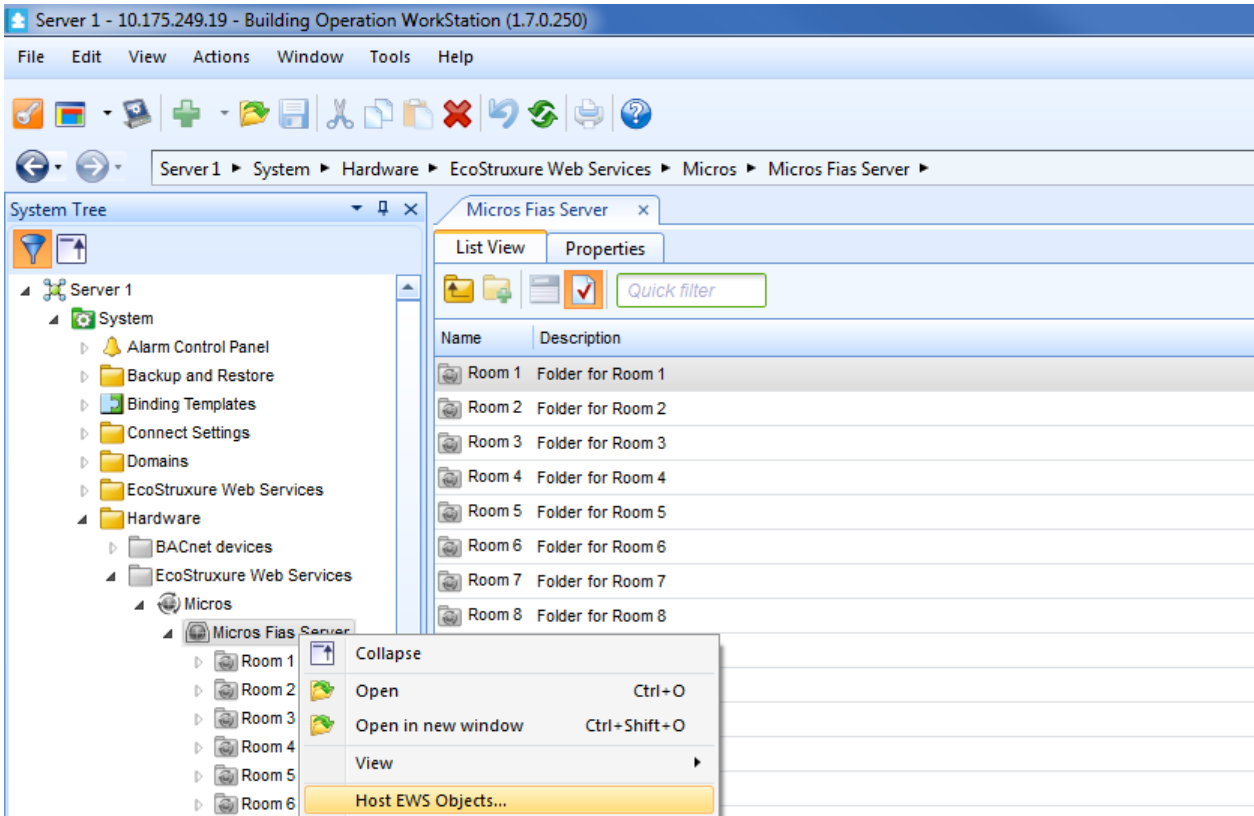 Server 1 - 10.175.249.19 - Building Operation WorkStation (1.7.0.250)
File Edit View Actions Window Tools Help
Server 1 ► System ► Hardware ► EcoStruxure Web Services ► Micros ► Micros Fias Server ►
System Tree
Server 1
System
Alarm Control Panel
Backup and Restore
Binding Templates
Connect Settings
Domains
EcoStruxure Web Services
Hardware
BACnet devices
EcoStruxure Web Services
Micros
Micros Fias Server
Room 1
Room 2
Room 3
Room 4
Room 5
Room 6
Micros Fias Server
List View Properties
Quick filter
Name Description
Room 1 Folder for Room 1
Room 2 Folder for Room 2
Room 3 Folder for Room 3
Room 4 Folder for Room 4
Room 5 Folder for Room 5
Room 6 Folder for Room 6
Room 7 Folder for Room 7
Room 8 Folder for Room 8
Collapse
Open Ctrl+O
Open in new window Ctrl+Shift+O
View
Host EWS Objects...